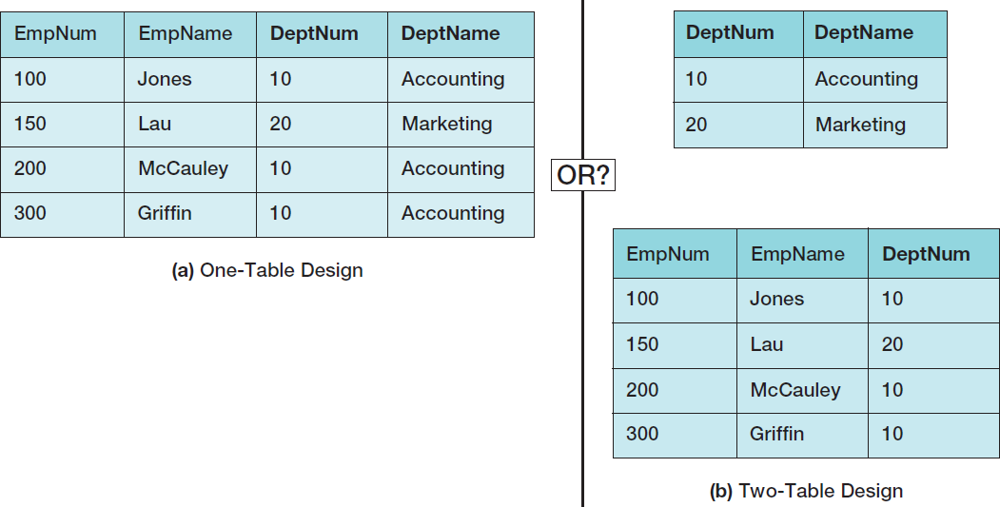 EmpNum EmpName DeptNum DeptName
100 Jones 10 Accounting
150 Lau 20 Marketing
200 McCauley 10 Accounting
300 Griffin 10 Accounting
(a) One-Table Design
OR?
DeptNum DeptName
10 Accounting
20 Marketing
EmpNum EmpName DeptNum
100 Jones 10
150 Lau 20
200 McCauley 10
300 Griffin 10
(b) Two-Table Design